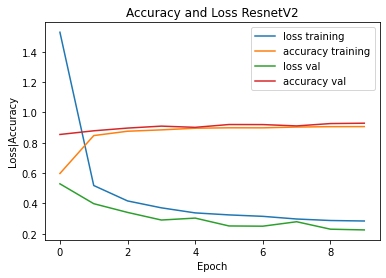 Accuracy and Loss ResnetV2
loss training
accuracy training
loss val
accuracy val
Loss|Accuracy
1.4
1.2
1.0
0.8
0.6
0.4
0.2
0 2 4 6 8
Epoch